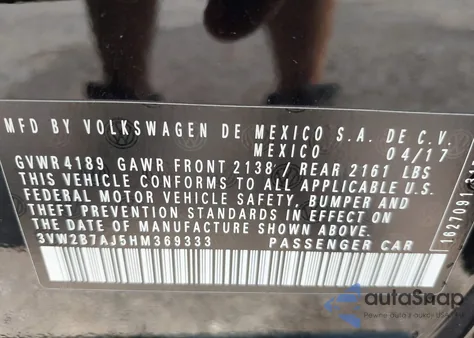 MFD BY VOLKSWAGEN DE MEXICO S.A. DE C.V.
MEXICO 04/17
GVWR 4189 GAWR FRONT 2138 / REAR 2161 LBS
THIS VEHICLE CONFORMS TO ALL APPLICABLE U.S.
FEDERAL MOTOR VEHICLE SAFETY, BUMPER AND
THEFT PREVENTION STANDARDS IN EFFECT ON
THE DATE OF MANUFACTURE SHOWN ABOVE.
3VW2B7AJ5HM369333 PASSENGER CAR
autoSnap